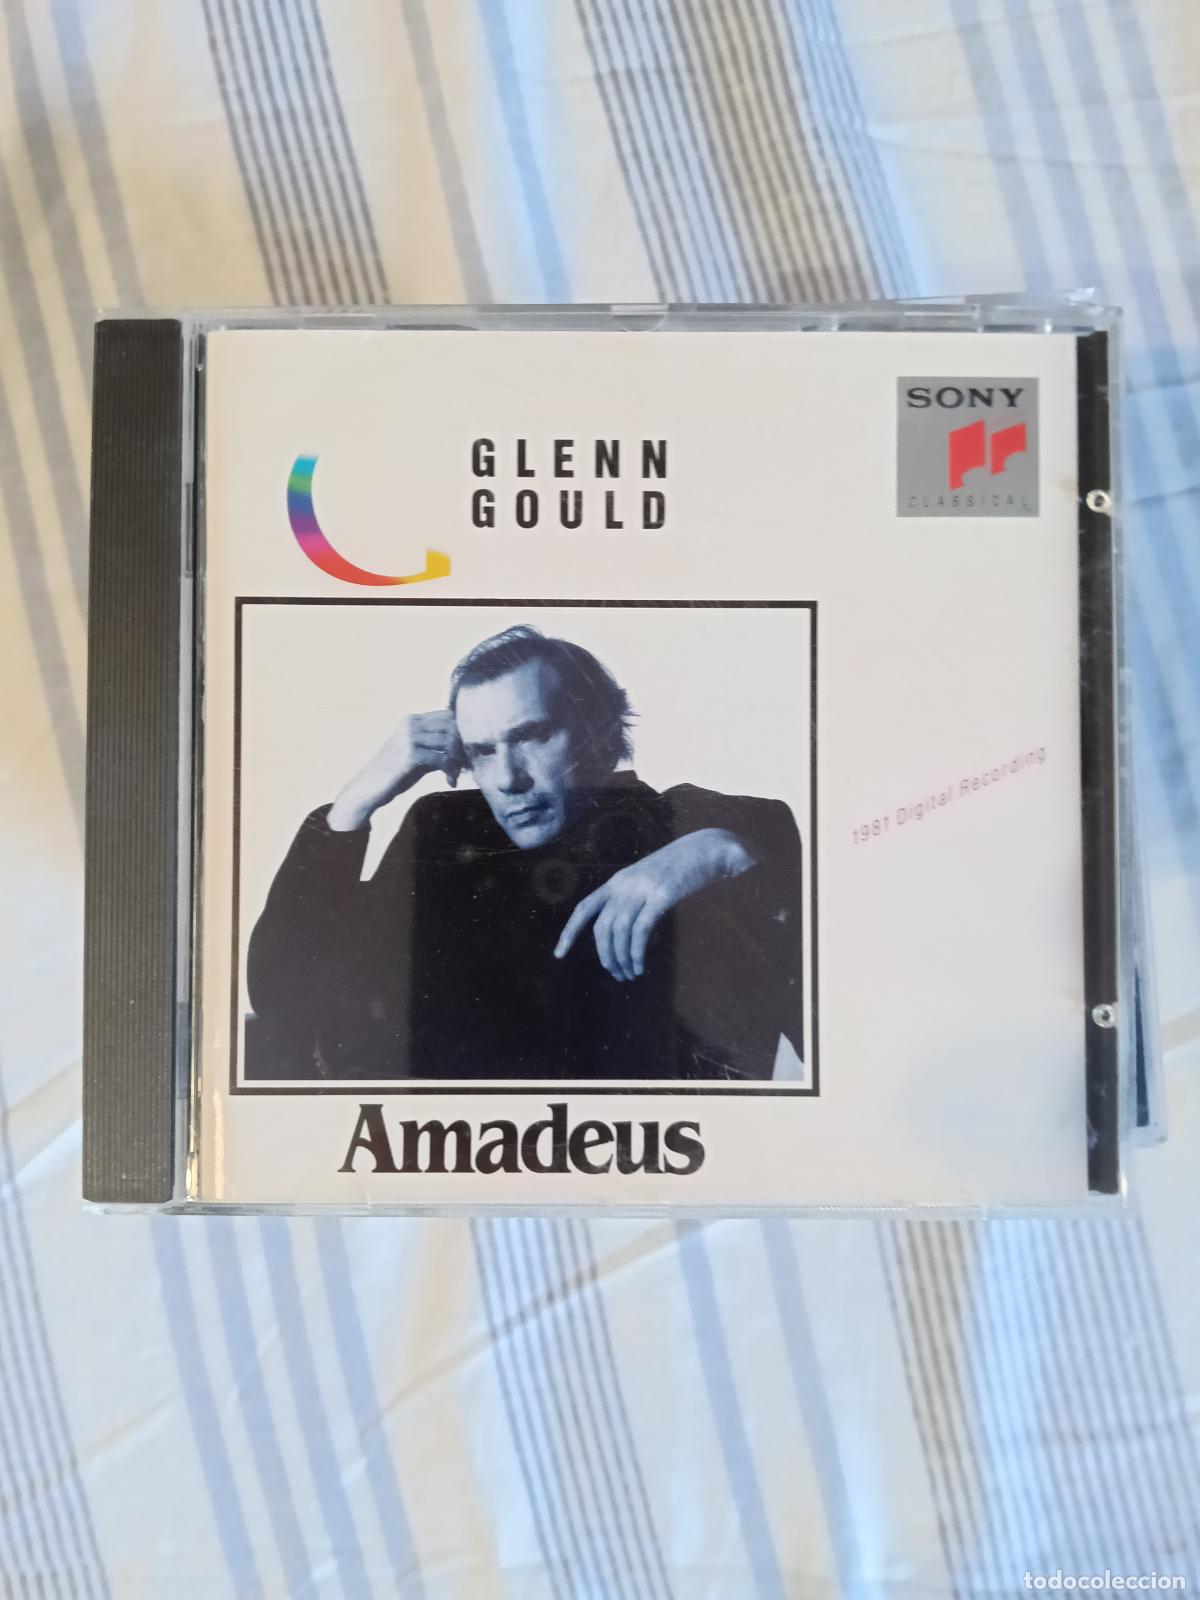 SONY
CLASSICAL
GLENN
GOULD
1981 Digital Recording
Amadeus
todocoleccion